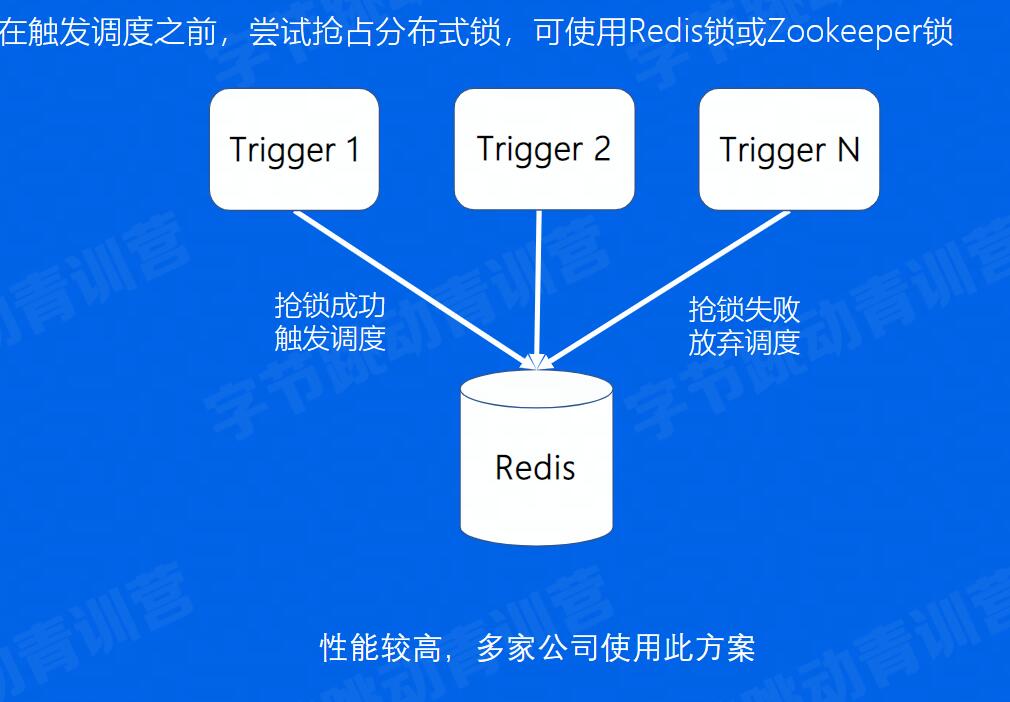 在触发调度之前，尝试抢占分布式锁，可使用Redis锁或Zookeeper锁
Trigger 1
Trigger 2
Trigger N
抢锁成功
触发调度
抢锁失败
放弃调度
Redis
性能较高，多家公司使用此方案
字节跳动青训营